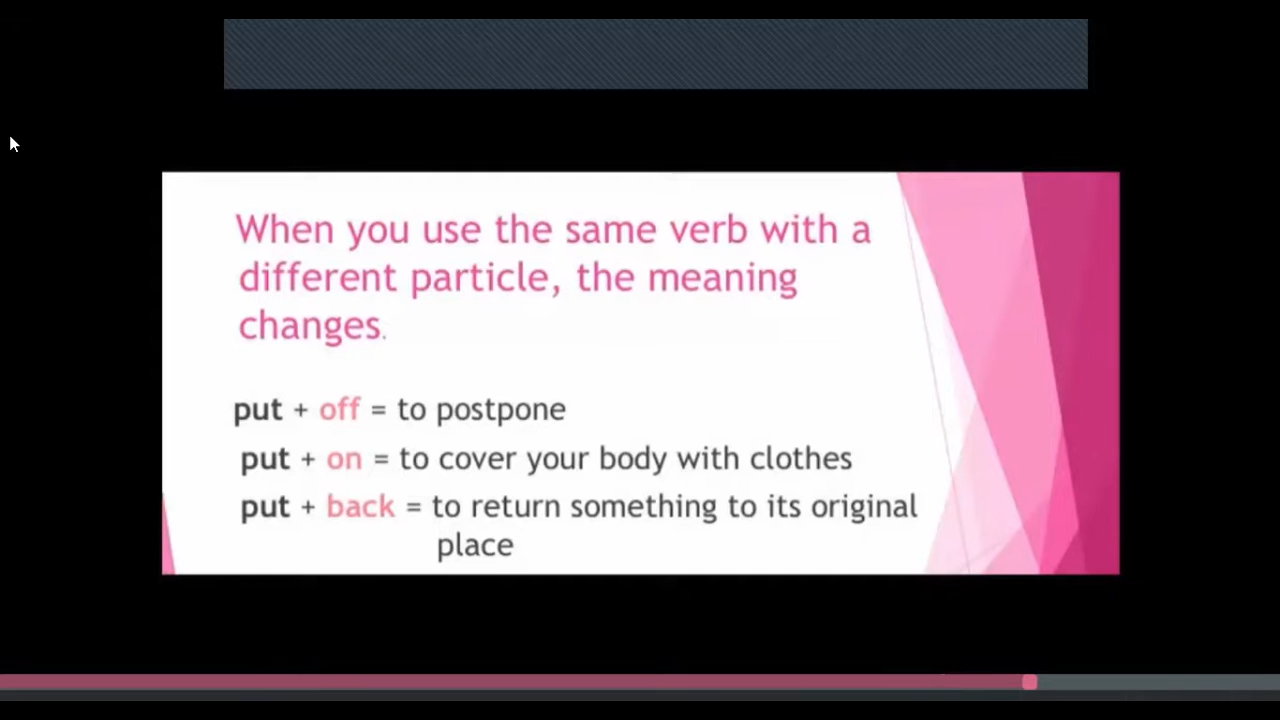 When you use the same verb with a
different particle, the meaning
changes.
put + off = to postpone
put + on = to cover your body with clothes
put + back = to return something to its original
place